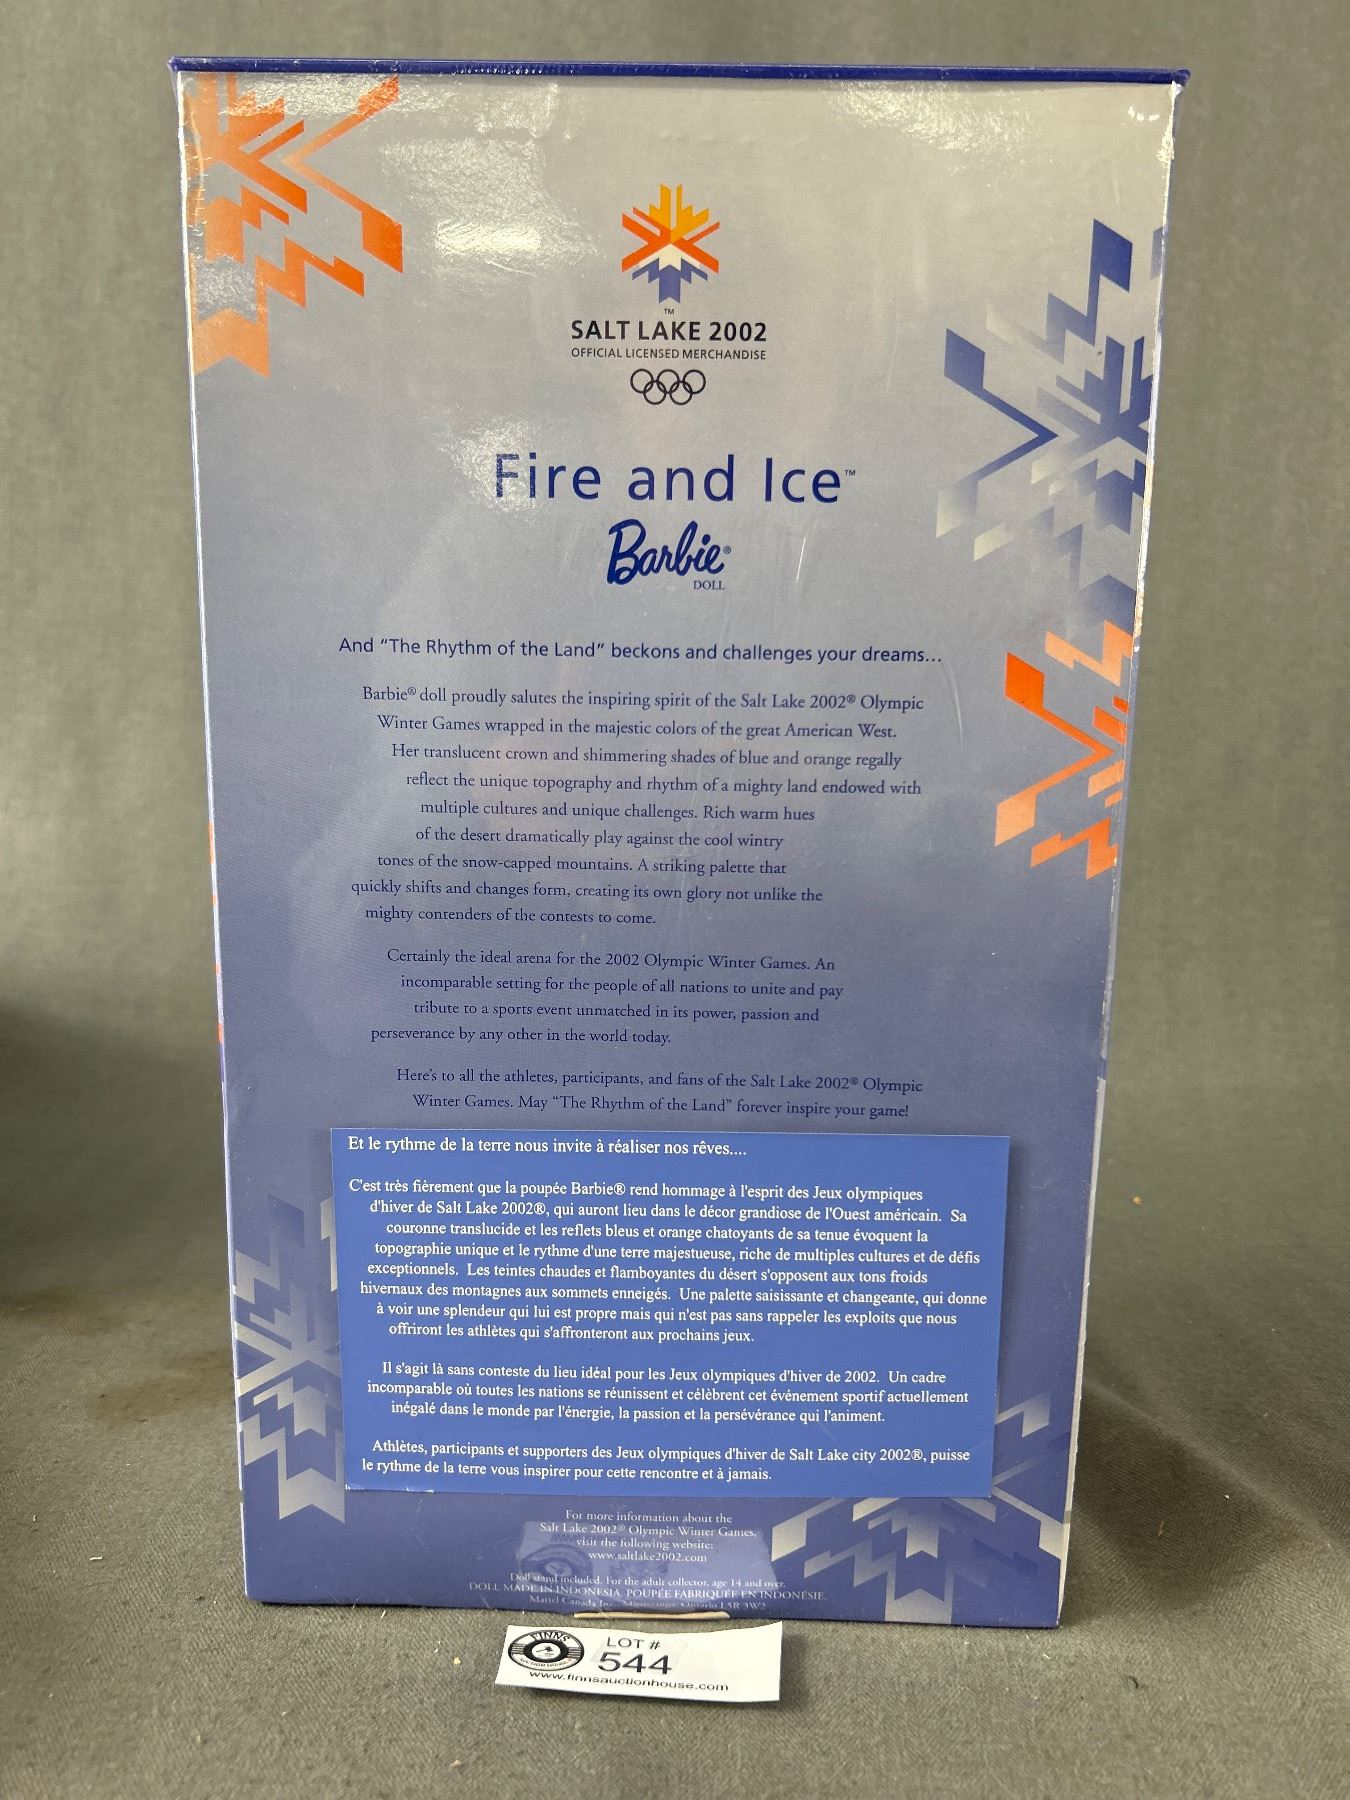 TM
SALT LAKE 2002
OFFICIAL LICENSED MERCHANDISE
Fire and Ice™
Barbie®
DOLL
And "The Rhythm of the Land" beckons and challenges your dreams...
Barbie® doll proudly salutes the inspiring spirit of the Salt Lake 2002® Olympic
Winter Games wrapped in the majestic colors of the great American West.
Her translucent crown and shimmering shades of blue and orange regally
reflect the unique topography and rhythm of a mighty land endowed with
multiple cultures and unique challenges. Rich warm hues
of the desert dramatically play against the cool wintry
tones of the snow-capped mountains. A striking palette that
quickly shifts and changes form, creating its own glory not unlike the
mighty contenders of the contests to come.
Certainly the ideal arena for the 2002 Olympic Winter Games. An
incomparable setting for the people of all nations to unite and pay
tribute to a sports event unmatched in its power, passion and
perseverance by any other in the world today.
Here's to all the athletes, participants, and fans of the Salt Lake 2002® Olympic
Winter Games. May "The Rhythm of the Land" forever inspire your game!
Et le rythme de la terre nous invite à réaliser nos rêves....
C'est très fièrement que la poupée Barbie® rend hommage à l'esprit des Jeux olympiques
d'hiver de Salt Lake 2002®, qui auront lieu dans le décor grandiose de l'Ouest américain. Sa
couronne translucide et les reflets bleus et orange chatoyants de sa tenue évoquent la
topographie unique et le rythme d'une terre majestueuse, riche de multiples cultures et de défis
exceptionnels. Les teintes chaudes et flamboyantes du désert s'opposent aux tons froids
hivernaux des montagnes aux sommets enneigés. Une palette saisissante et changeante, qui donne
à voir une splendeur qui lui est propre mais qui n'est pas sans rappeler les exploits que nous
offriront les athlètes qui s'affronteront aux prochains jeux.
Il s'agit là sans conteste du lieu idéal pour les Jeux olympiques d'hiver de 2002. Un cadre
incomparable où toutes les nations se réunissent et célèbrent cet événement sportif actuellement
inégalé dans le monde par l'énergie, la passion et la persévérance qui l'animent.
Athlètes, participants et supporters des Jeux olympiques d'hiver de Salt Lake city 2002®, puisse
le rythme de la terre vous inspirer pour cette rencontre et à jamais.
For more information about the
Salt Lake 2002® Olympic Winter Games,
visit the following website:
www.saltlake2002.com
Doll stand included. For the adult collector, age 14 and over.
DOLL MADE IN INDONESIA. POUPÉE FABRIQUÉE EN INDONÉSIE.
Mattel Canada Inc., Mississauga, Ontario L5R 3W2
FINNS
LOT #
544
www.finnsauctionhouse.com